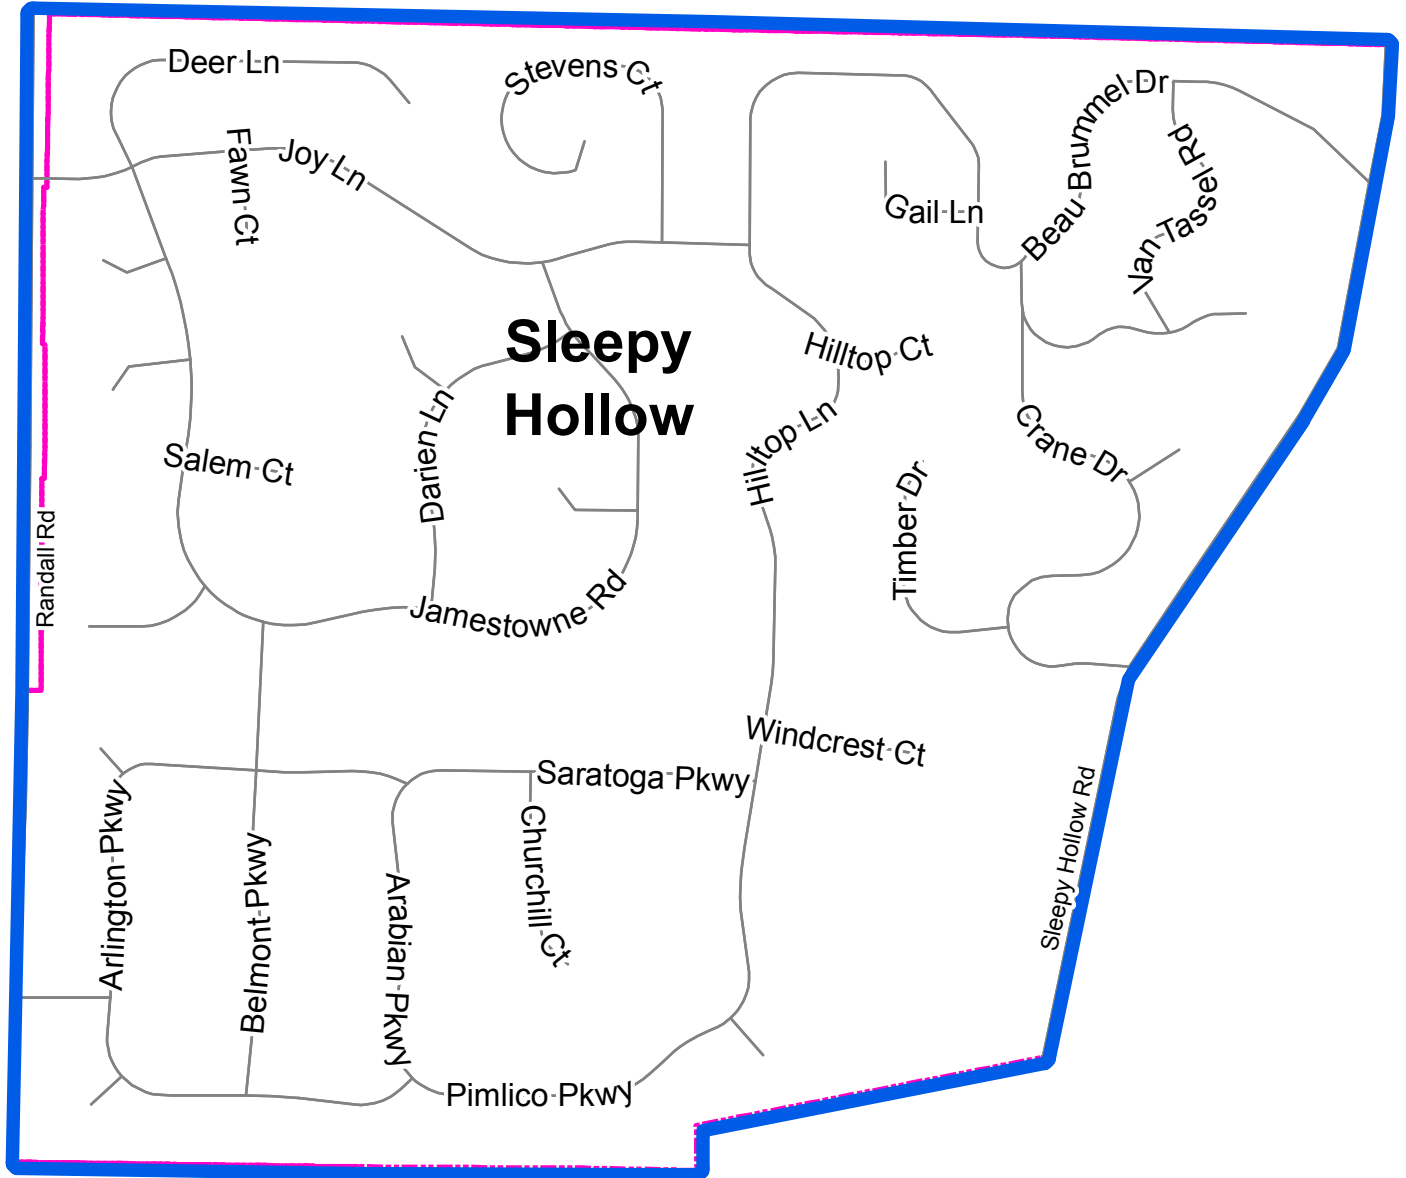 Deer Ln
Stevens Ct
Beau Brummel Dr
Fawn Ct
Joy Ln
Van Tassel Rd
Gail Ln
Sleepy
Hollow
Hilltop Ct
Hilltop Ln
Darien Ln
Crane Dr
Salem Ct
Timber Dr
Randall Rd
Jamestowne Rd
Windcrest Ct
Saratoga Pkwy
Arlington Pkwy
Belmont Pkwy
Arabian Pkwy
Churchill Ct
Sleepy Hollow Rd
Pimlico Pkwy